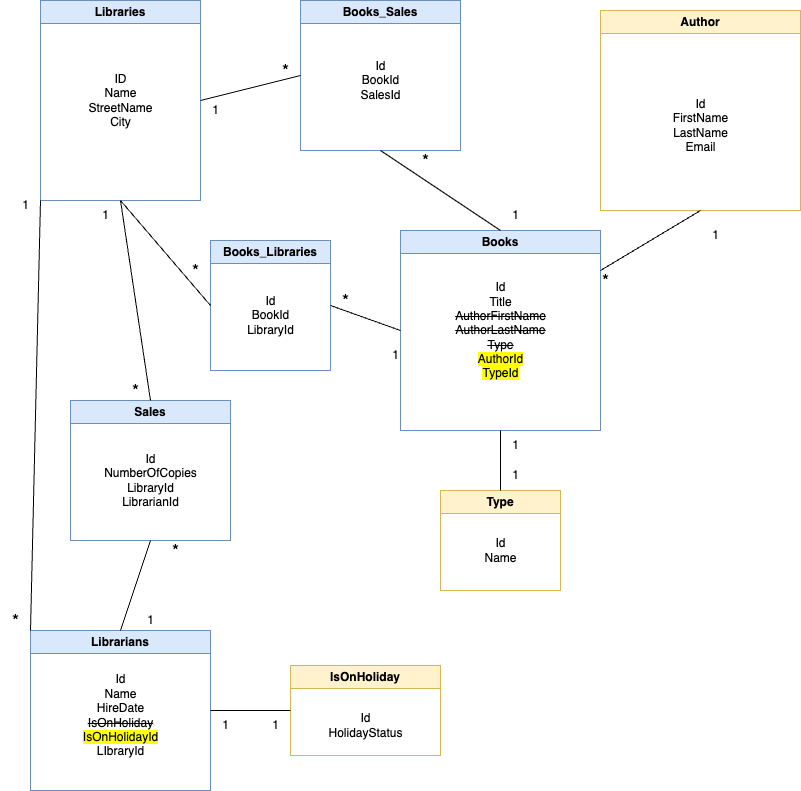 Libraries
ID
Name
StreetName
City
Books_Sales
Id
BookId
SalesId
Author
Id
FirstName
LastName
Email
*
1
*
1
1
1
1
*
Books_Libraries
Id
BookId
LibraryId
*
*
1
Books
Id
Title
AuthorFirstName
AuthorLastName
Type
AuthorId
TypeId
*
Sales
Id
NumberOfCopies
LibraryId
LibrarianId
1
1
Type
Id
Name
*
1
*
Librarians
Id
Name
HireDate
IsOnHoliday
IsOnHolidayId
LIbraryId
1
1
IsOnHoliday
Id
HolidayStatus